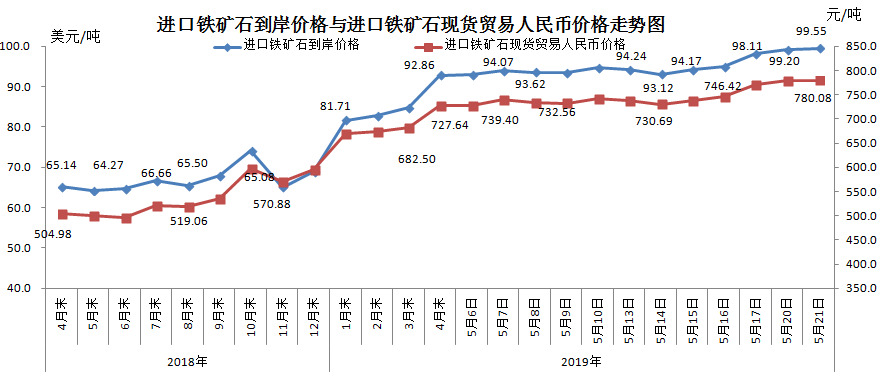 进口铁矿石到岸价格与进口铁矿石现货贸易人民币价格走势图
美元/吨
元/吨
进口铁矿石到岸价格
进口铁矿石现货贸易人民币价格
100.0
90.0
80.0
70.0
60.0
50.0
40.0
850.0
800.0
750.0
700.0
650.0
600.0
550.0
500.0
450.0
400.0
350.0
65.14
64.27
66.66
65.50
65.08
81.71
92.86
94.07
93.62
94.24
93.12
94.17
98.11
99.20
99.55
504.98
519.06
570.88
682.50
727.64
739.40
732.56
730.69
746.42
780.08
4月末
5月末
6月末
7月末
8月末
9月末
10月末
11月末
12月末
1月末
2月末
3月末
4月末
5月6日
5月7日
5月8日
5月9日
5月10日
5月13日
5月14日
5月15日
5月16日
5月17日
5月20日
5月21日
2018年
2019年